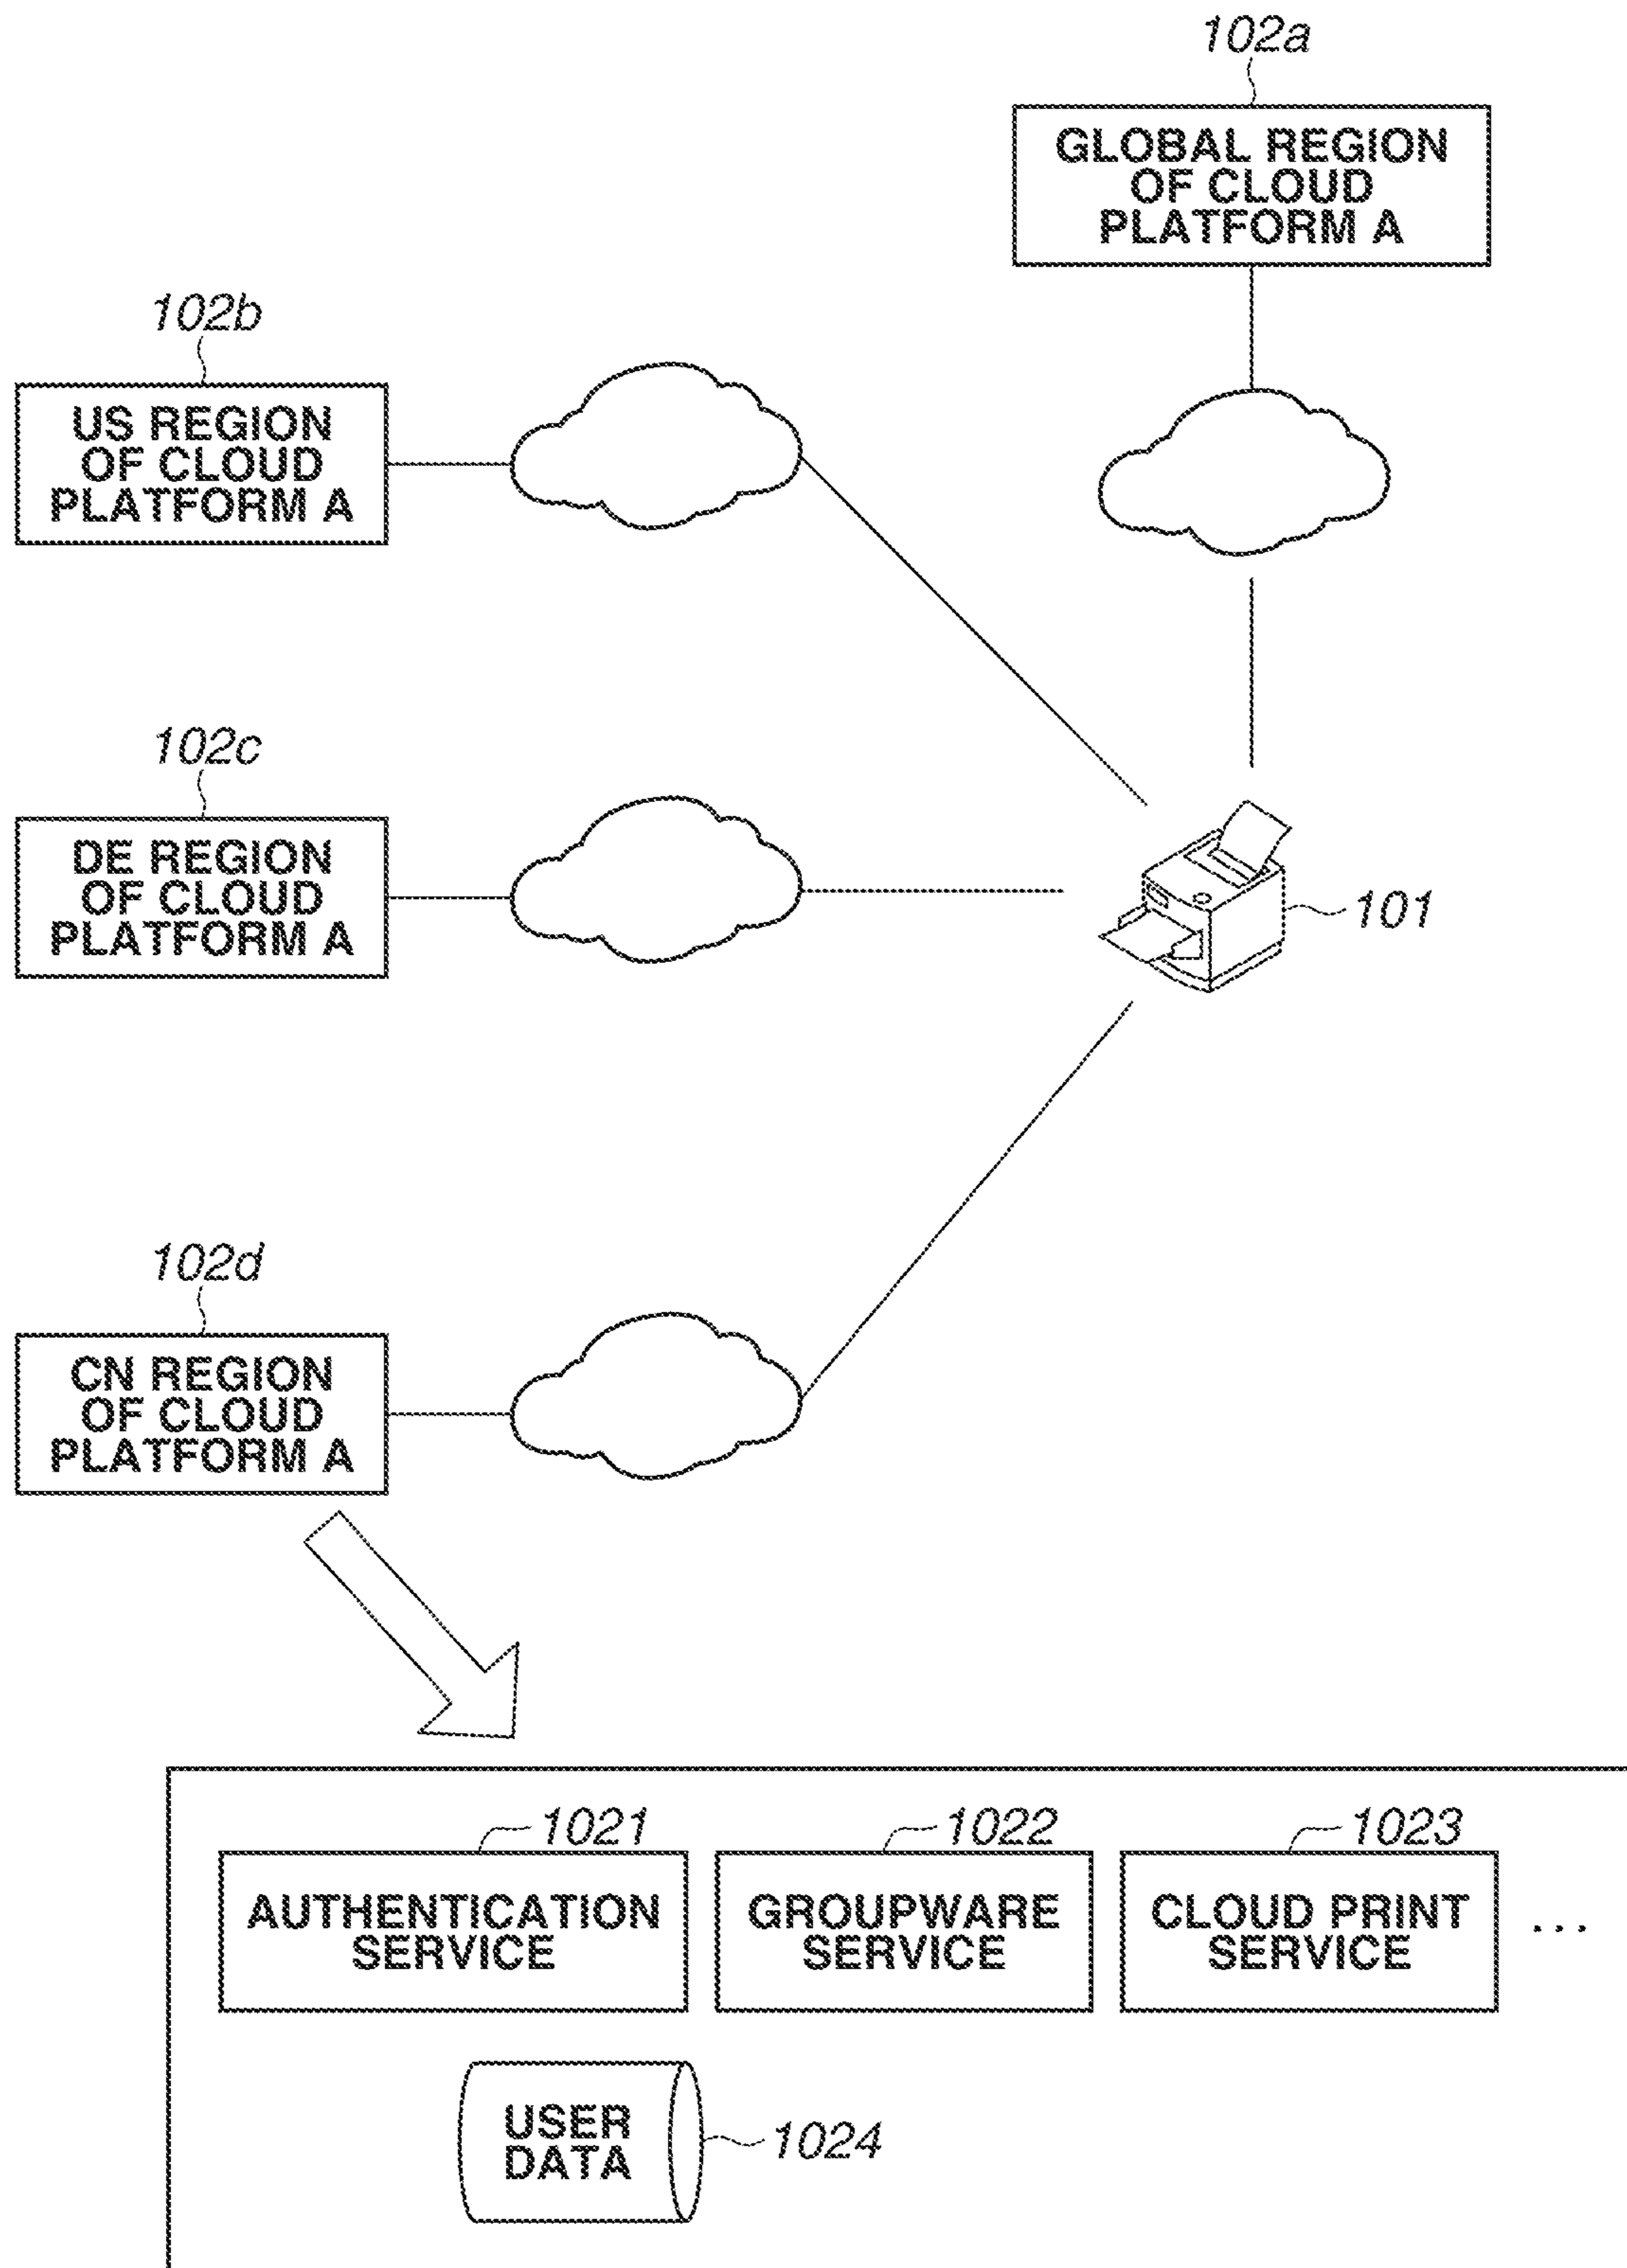 102a
GLOBAL REGION
OF CLOUD
PLATFORM A
102b
US REGION
OF CLOUD
PLATFORM A
102c
DE REGION
OF CLOUD
PLATFORM A
101
102d
CN REGION
OF CLOUD
PLATFORM A
1021
AUTHENTICATION
SERVICE
1022
GROUPWARE
SERVICE
1023
CLOUD PRINT
SERVICE
...
USER
DATA
1024